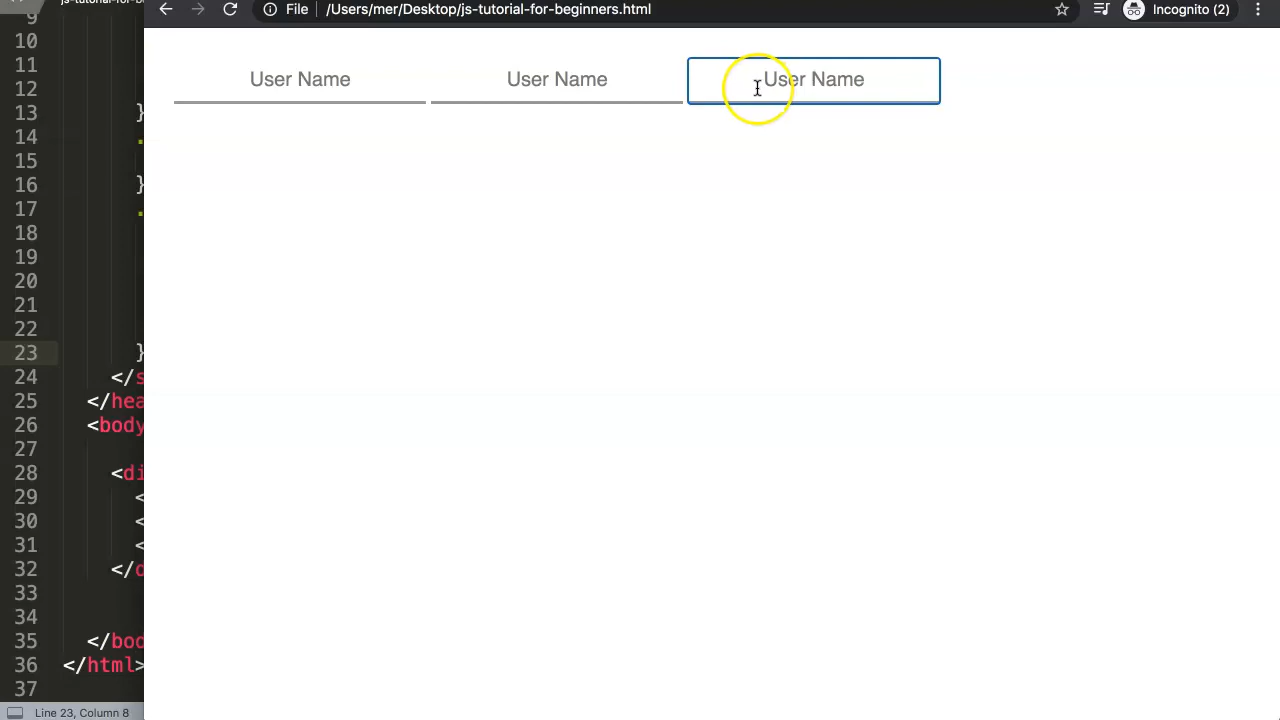 js-tutorial-for-be
File /Users/mer/Desktop/js-tutorial-for-beginners.html Incognito (2)
User Name User Name User Name
9
10
11
12
13 }
14 .
15
16 }
17 .
18
19
20
21
22
23 }
24 </s
25 </hea
26 <body
27
28 <di
29 <
30 <
31 <
32 </
33
34
35 </boo
36 </html>
37
Line 23, Column 8